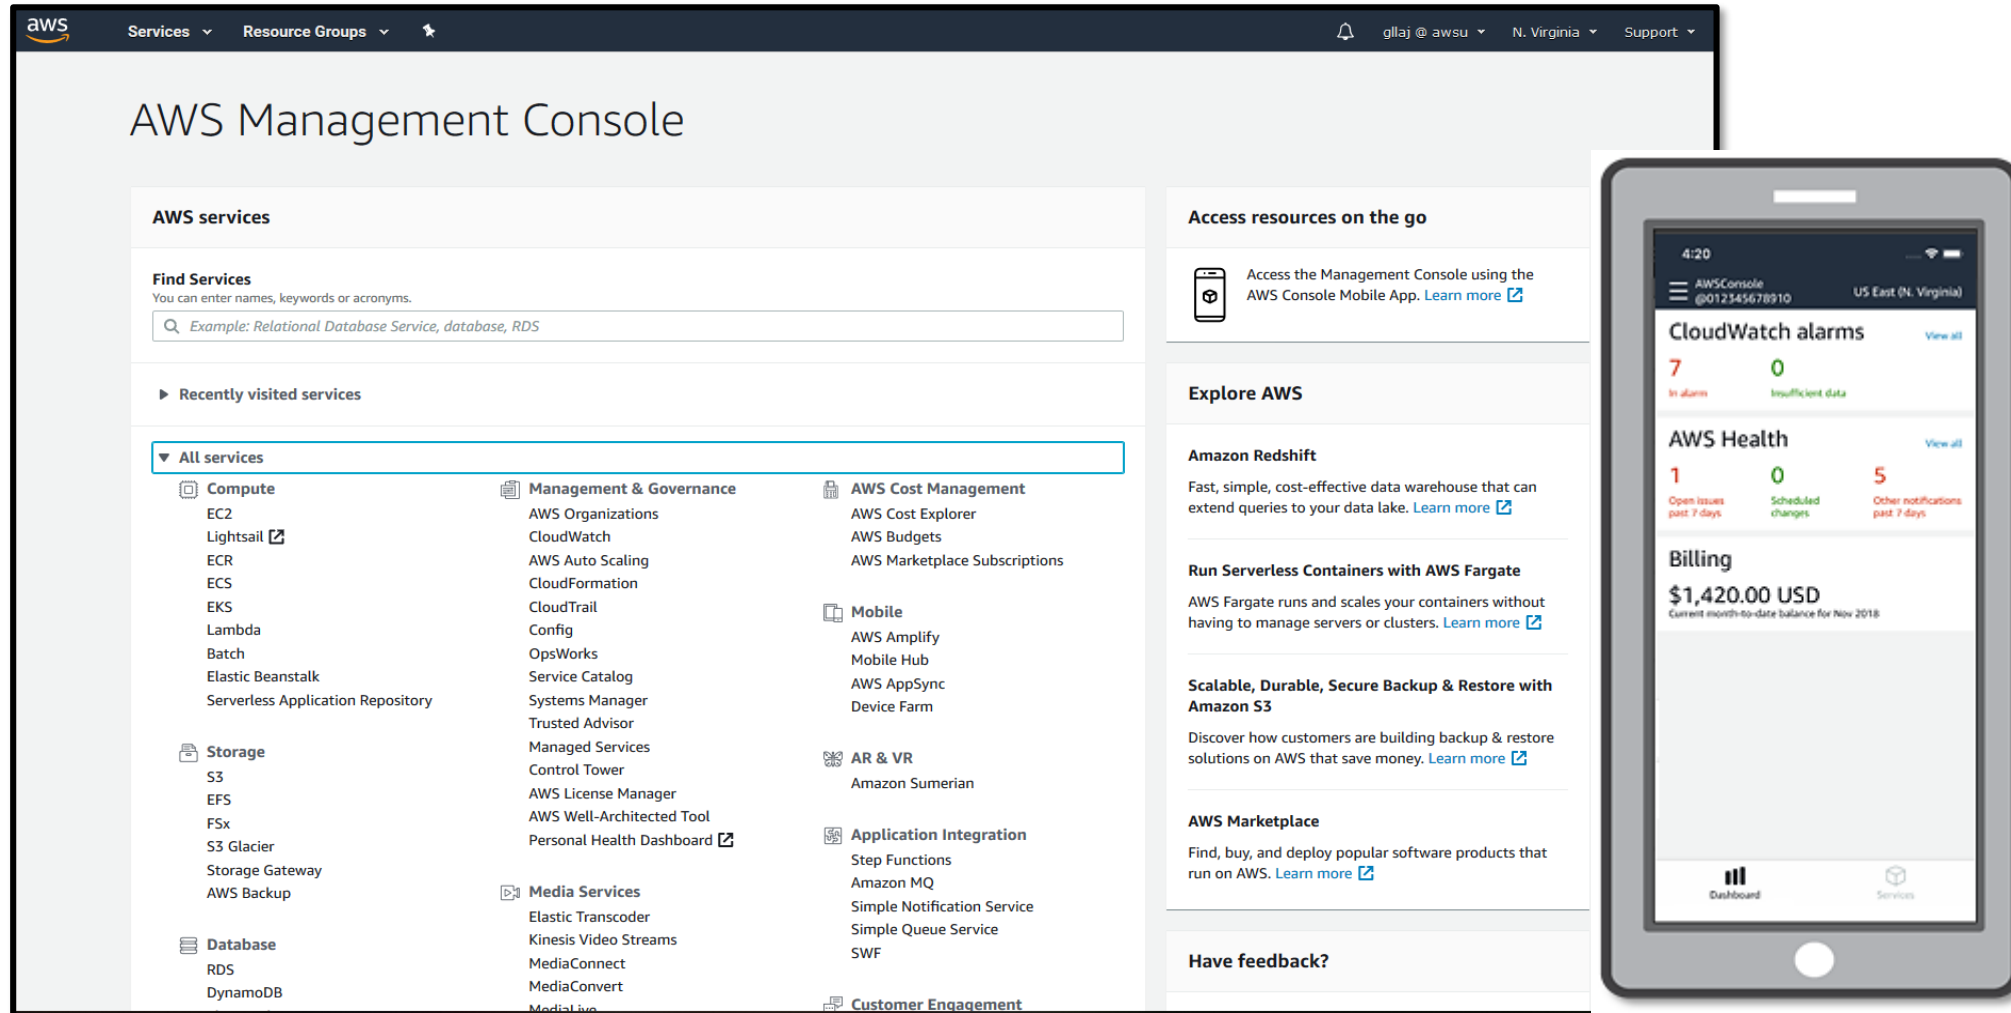 aws
Services
Resource Groups
gllaj @ awsu
N. Virginia
Support
AWS Management Console
AWS services
Find Services
You can enter names, keywords or acronyms.
Example: Relational Database Service, database, RDS
Recently visited services
All services
Compute
EC2
Lightsail
ECR
ECS
EKS
Lambda
Batch
Elastic Beanstalk
Serverless Application Repository
Storage
S3
EFS
FSx
S3 Glacier
Storage Gateway
AWS Backup
Database
RDS
DynamoDB
Management & Governance
AWS Organizations
CloudWatch
AWS Auto Scaling
CloudFormation
CloudTrail
Config
OpsWorks
Service Catalog
Systems Manager
Trusted Advisor
Managed Services
Control Tower
AWS License Manager
AWS Well-Architected Tool
Personal Health Dashboard
Media Services
Elastic Transcoder
Kinesis Video Streams
MediaConnect
MediaConvert
MediaLive
AWS Cost Management
AWS Cost Explorer
AWS Budgets
AWS Marketplace Subscriptions
Mobile
AWS Amplify
Mobile Hub
AWS AppSync
Device Farm
AR & VR
Amazon Sumerian
Application Integration
Step Functions
Amazon MQ
Simple Notification Service
Simple Queue Service
SWF
Customer Engagement
Access resources on the go
Access the Management Console using the
AWS Console Mobile App. Learn more
Explore AWS
Amazon Redshift
Fast, simple, cost-effective data warehouse that can
extend queries to your data lake. Learn more
Run Serverless Containers with AWS Fargate
AWS Fargate runs and scales your containers without
having to manage servers or clusters. Learn more
Scalable, Durable, Secure Backup & Restore with
Amazon S3
Discover how customers are building backup & restore
solutions on AWS that save money. Learn more
AWS Marketplace
Find, buy, and deploy popular software products that
run on AWS. Learn more
Have feedback?
4:20
AWSConsole
@012345678910
US East (N. Virginia)
CloudWatch alarms
View all
7
0
In alarm
Insufficient data
AWS Health
View all
1
0
5
Open issues
past 7 days
Scheduled
changes
Other notifications
past 7 days
Billing
$1,420.00 USD
Current month-to-date balance for Nov 2018
Dashboard
Services